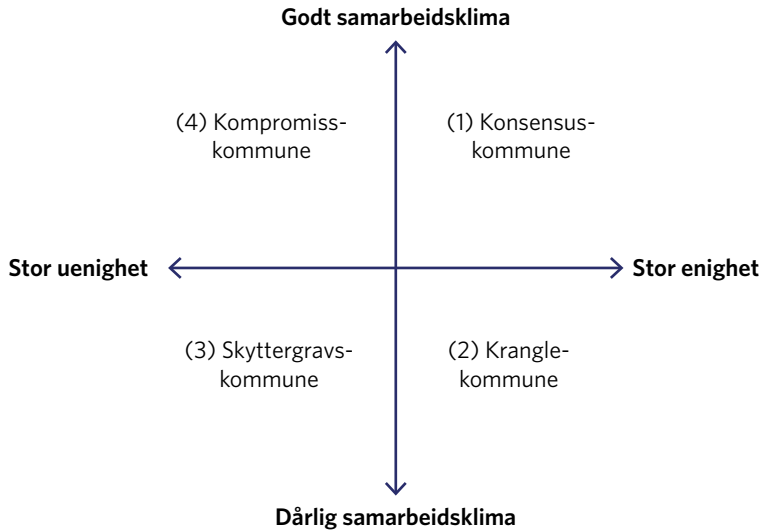 Godt samarbeidsklima
(4) Kompromiss-
kommune
(1) Konsensus-
kommune
Stor uenighet
Stor enighet
(3) Skyttergravs-
kommune
(2) Krangle-
kommune
Dårlig samarbeidsklima